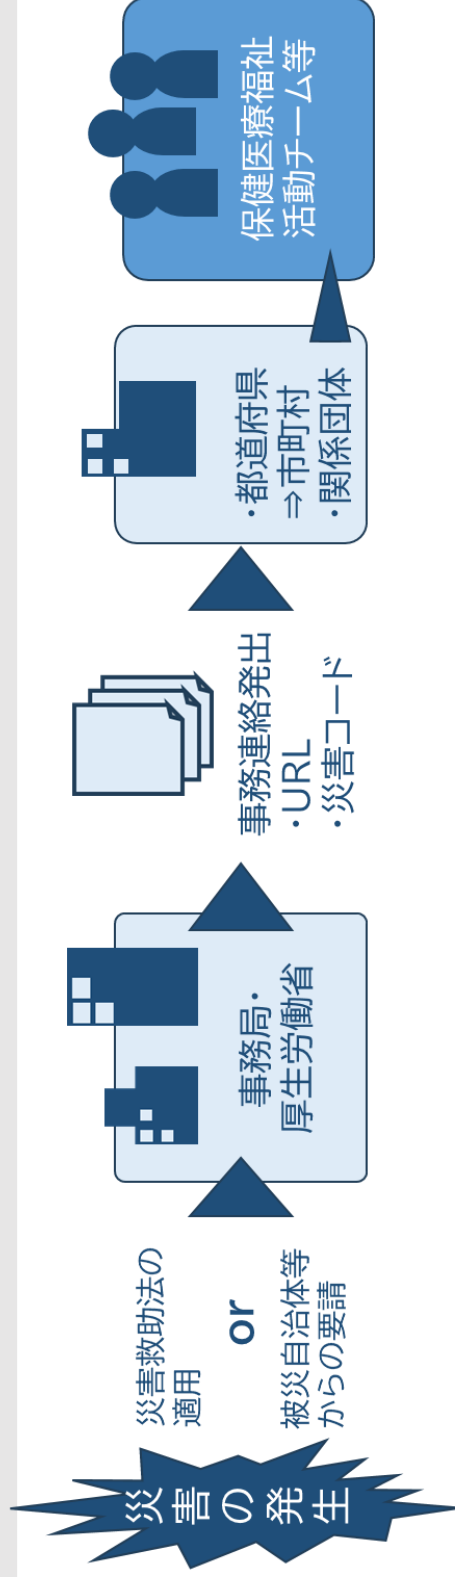 災害の発生
災害救助法の
適用
or
被災自治体等
からの要請
事務局・
厚生労働省
事務連絡発出
・URL
・災害コード
・都道府県
⇒市町村
・関係団体
保健医療福祉
活動チーム等